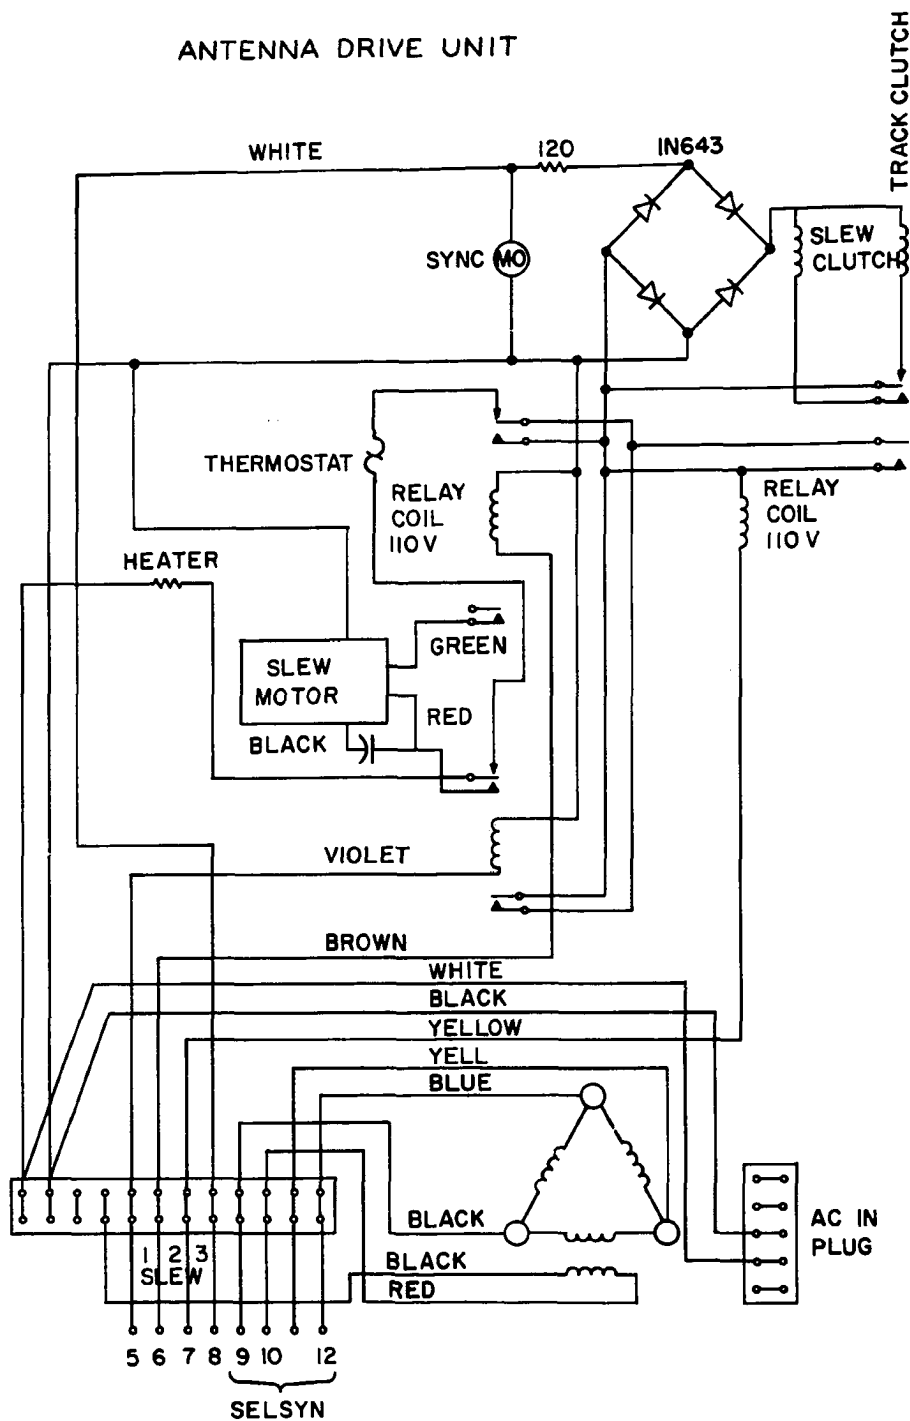 ANTENNA DRIVE UNIT
TRACK CLUTCH
WHITE
120
IN643
SYNC
MO
SLEW
CLUTCH
THERMOSTAT
RELAY
COIL
110 V
RELAY
COIL
110 V
HEATER
GREEN
SLEW
MOTOR
RED
BLACK
VIOLET
BROWN
WHITE
BLACK
YELLOW
YELL
BLUE
BLACK
AC IN
PLUG
1 2 3
SLEW
BLACK
RED
5 6 7 8 9 10 12
SELSYN